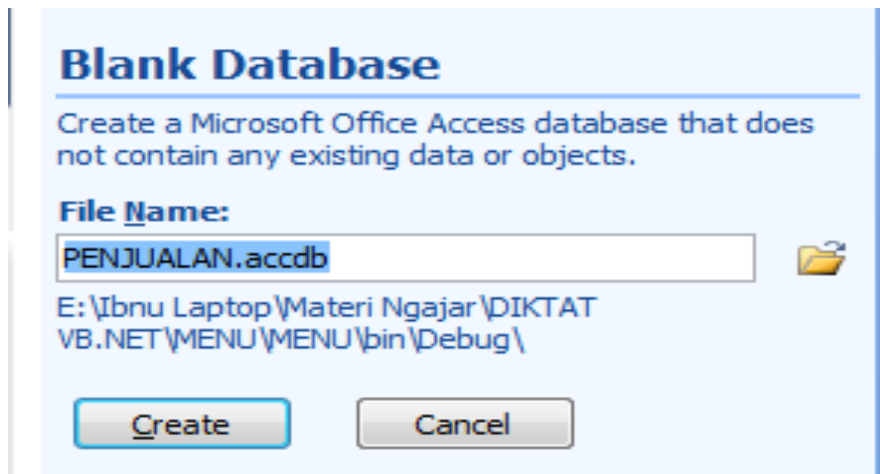 Blank Database
Create a Microsoft Office Access database that does
not contain any existing data or objects.
File Name:
PENJUALAN.accdb
E:\Ibnu Laptop\Materi Ngajar\DIKTAT
VB.NET\MENU\MENU\bin\Debug\
Create
Cancel